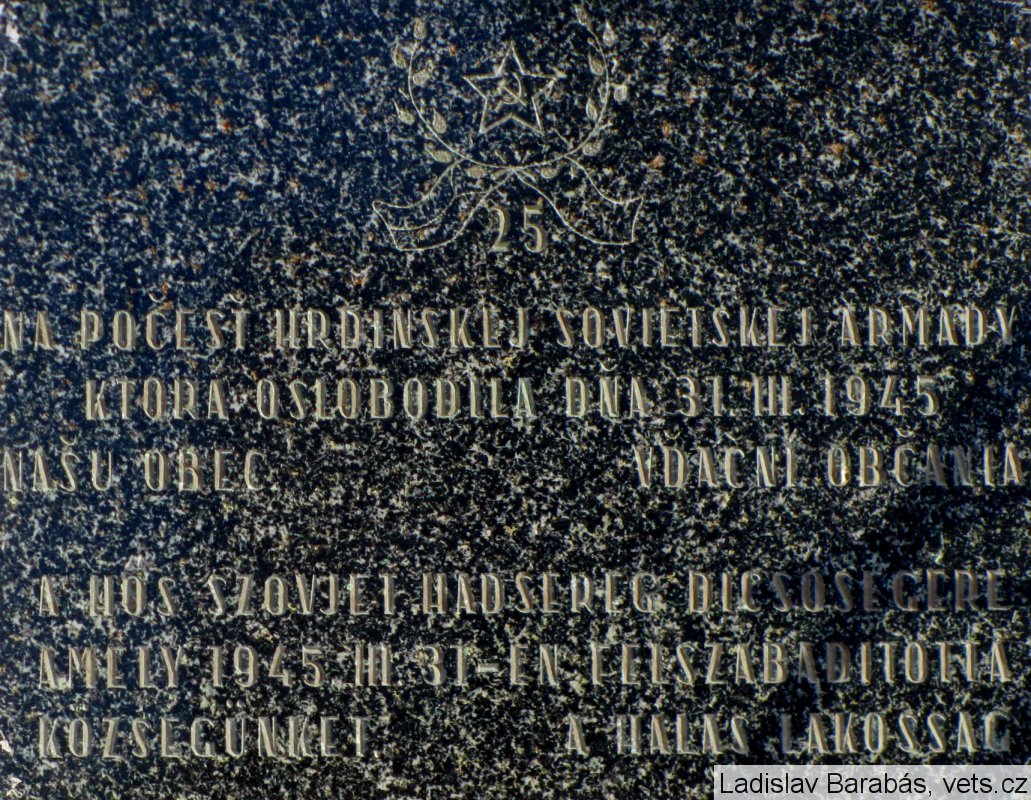 25
NA POČESŤ HRDINSKEJ SOVIETSKEJ ARMÁDY
KTORÁ OSLOBODILA DŇA 31. III. 1945
NAŠU OBEC VĎAČNÍ OBČANIA
A HŐS SZOVJET HADSEREG DICSŐSÉGÉRE
AMELY 1945. III. 31-ÉN FELSZABADÍTOTTA
KÖZSÉGÜNKET A HÁLÁS LAKOSSÁG
Ladislav Barabás, vets.cz